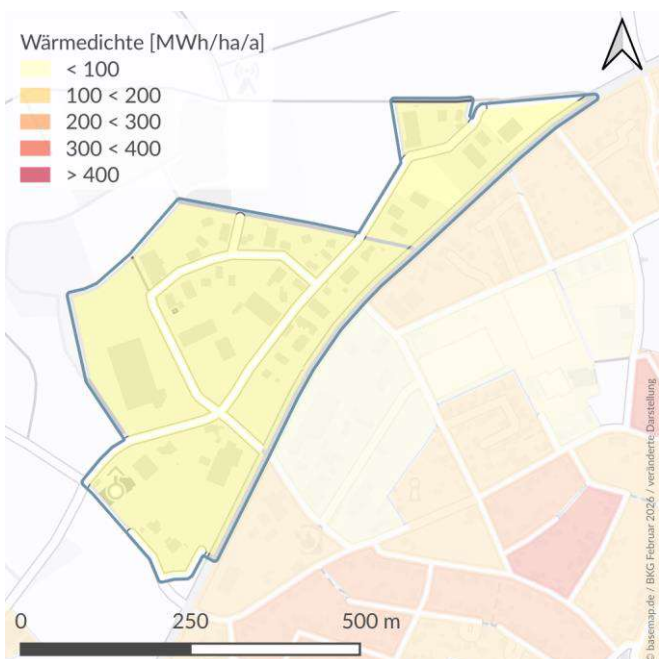 Wärmedichte [MWh/ha/a]
< 100
100 < 200
200 < 300
300 < 400
> 400
0 250 500 m
© basemap.de / BKG Februar 2026 / veränderte Darstellung